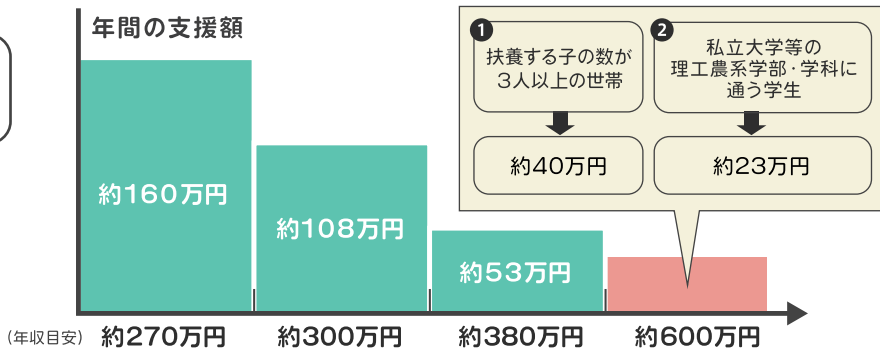 年間の支援額
1
扶養する子の数が
3人以上の世帯
約40万円
2
私立大学等の
理工農系学部・学科に
通う学生
約23万円
約160万円
約108万円
約53万円
(年収目安) 約270万円 約300万円 約380万円 約600万円